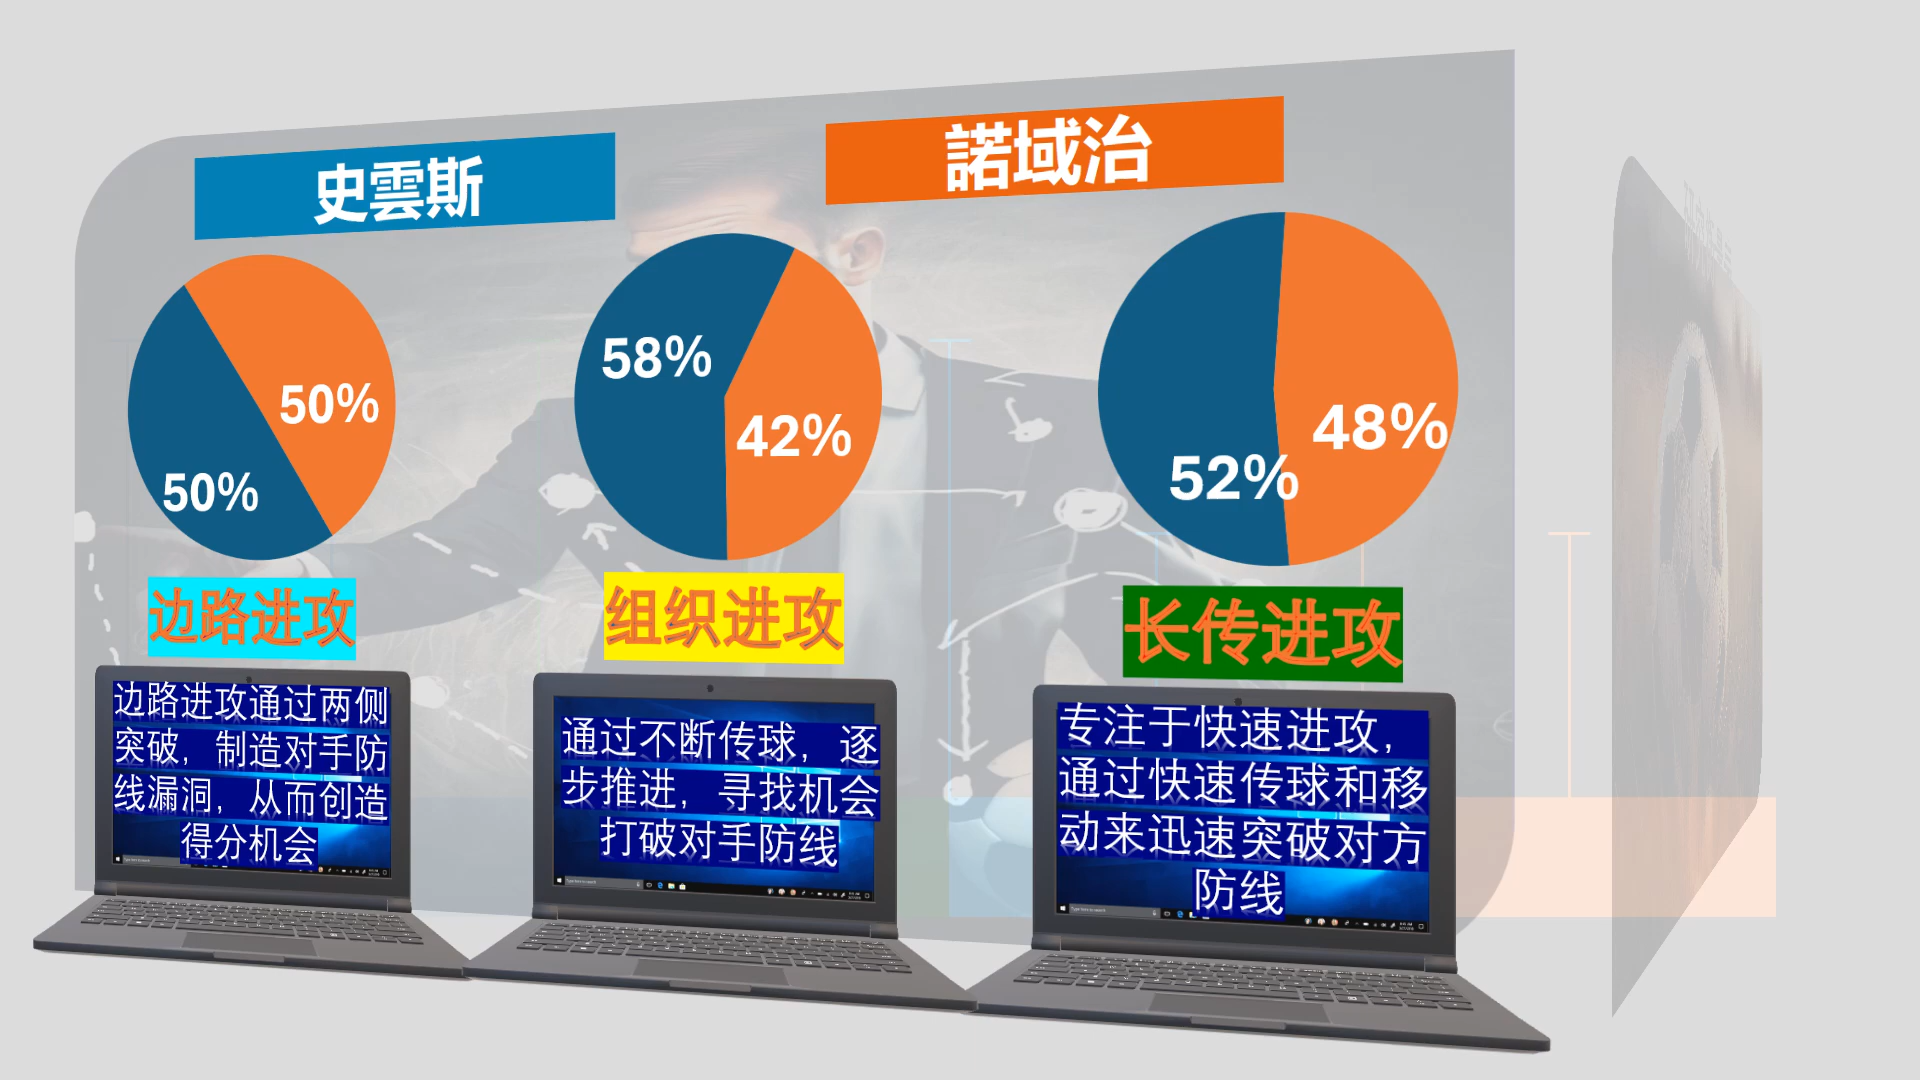 史雲斯
諾域治
50%
50%
58%
42%
52%
48%
边路进攻
组织进攻
长传进攻
边路进攻通过两侧
突破，制造对手防
线漏洞，从而创造
得分机会
通过不断传球，逐
步推进，寻找机会
打破对手防线
专注于快速进攻，
通过快速传球和移
动来迅速突破对方
防线